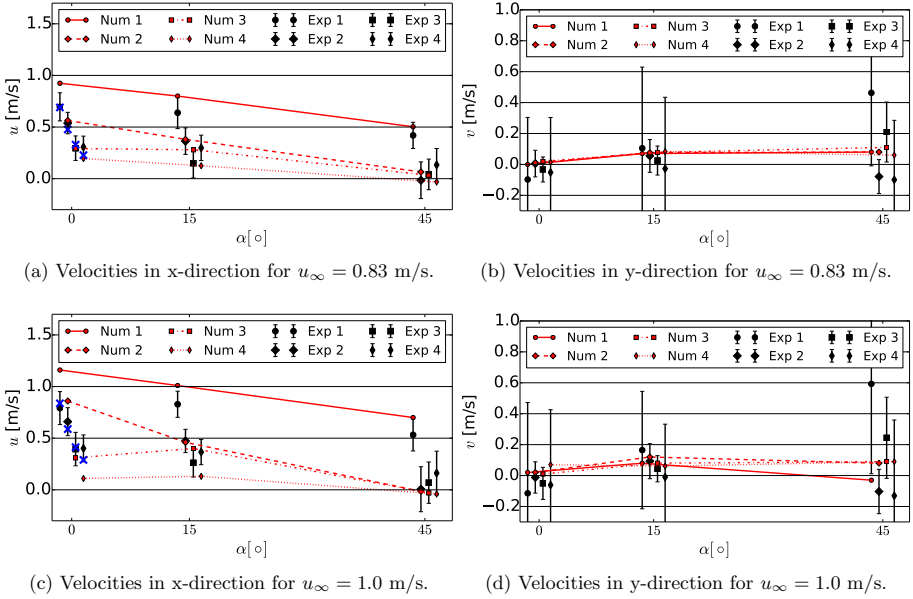 1.5
1.0
0.5
0.0
u [m/s]
Num 1
Num 2
Num 3
Num 4
Exp 1
Exp 2
Exp 3
Exp 4
0
15
45
α[∘]
(a) Velocities in x-direction for u∞ = 0.83 m/s.
1.0
0.8
0.6
0.4
0.2
0.0
−0.2
v [m/s]
Num 1
Num 2
Num 3
Num 4
Exp 1
Exp 2
Exp 3
Exp 4
0
15
45
α[∘]
(b) Velocities in y-direction for u∞ = 0.83 m/s.
1.5
1.0
0.5
0.0
u [m/s]
Num 1
Num 2
Num 3
Num 4
Exp 1
Exp 2
Exp 3
Exp 4
0
15
45
α[∘]
(c) Velocities in x-direction for u∞ = 1.0 m/s.
1.0
0.8
0.6
0.4
0.2
0.0
−0.2
v [m/s]
Num 1
Num 2
Num 3
Num 4
Exp 1
Exp 2
Exp 3
Exp 4
0
15
45
α[∘]
(d) Velocities in y-direction for u∞ = 1.0 m/s.